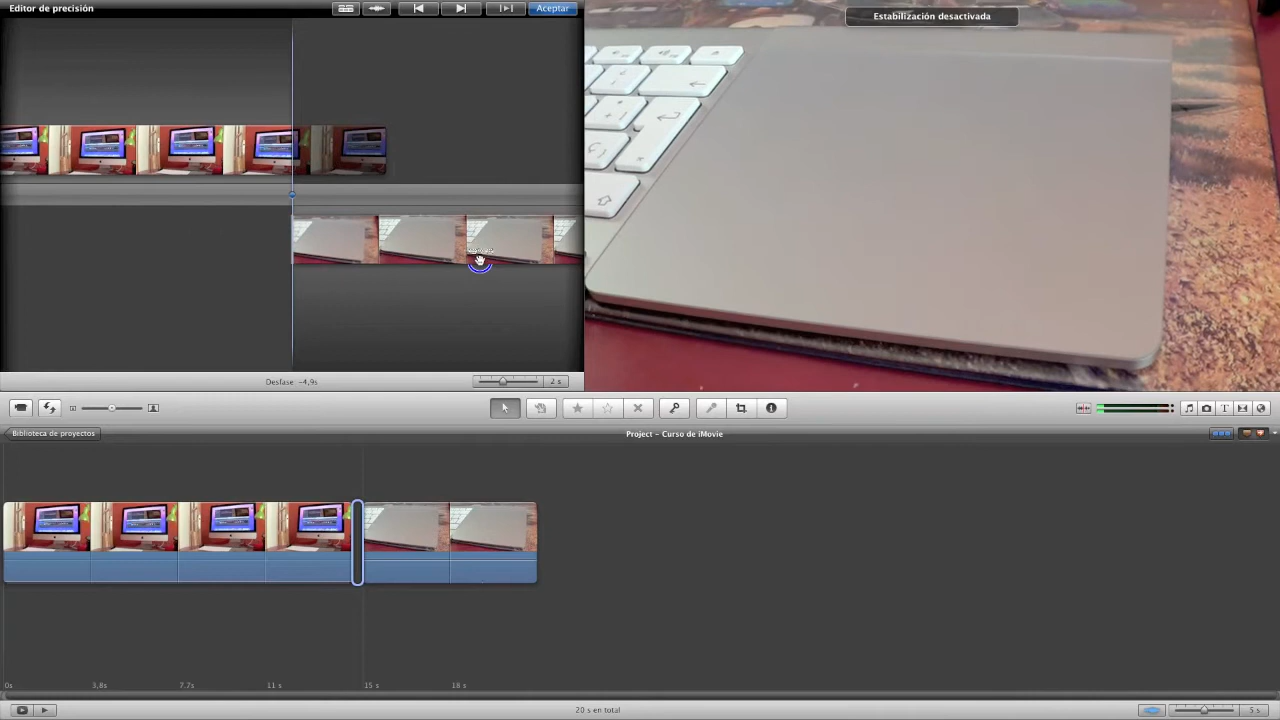 Editor de precisión
Aceptar
Estabilización desactivada
Desfase −4,9s
2 s
Biblioteca de proyectos
Project – Curso de iMovie
0s
3,8s
7.7s
11 s
15 s
18 s
20 s en total
5 s